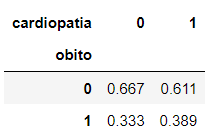 cardiopatia 0 1
obito
0 0.667 0.611
1 0.333 0.389